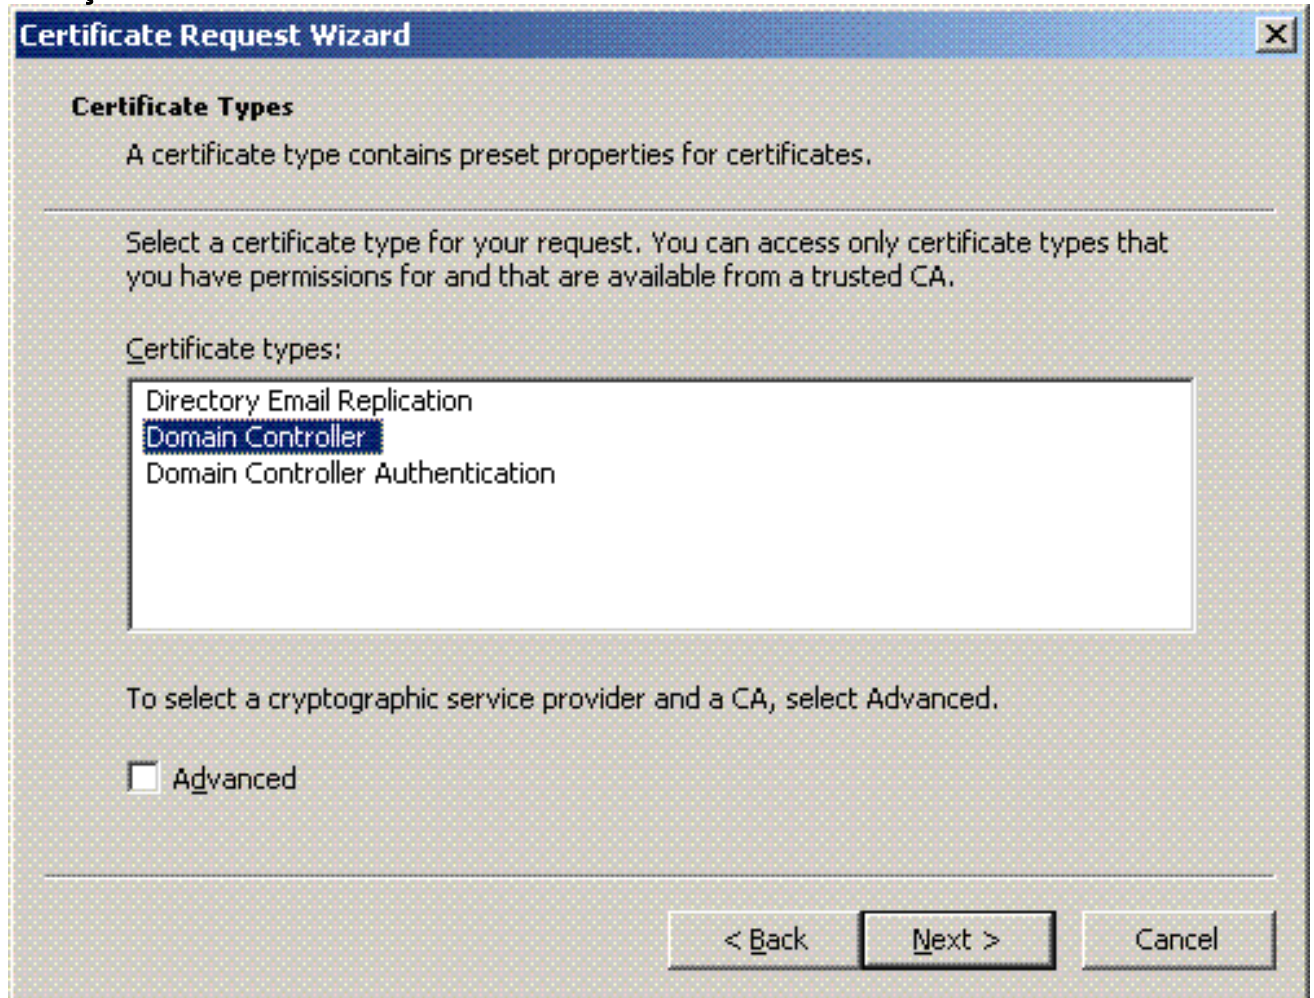 Certificate Request Wizard
Certificate Types
A certificate type contains preset properties for certificates.
Select a certificate type for your request. You can access only certificate types that
you have permissions for and that are available from a trusted CA.
Certificate types:
Directory Email Replication
Domain Controller
Domain Controller Authentication
To select a cryptographic service provider and a CA, select Advanced.
Advanced
< Back
Next >
Cancel